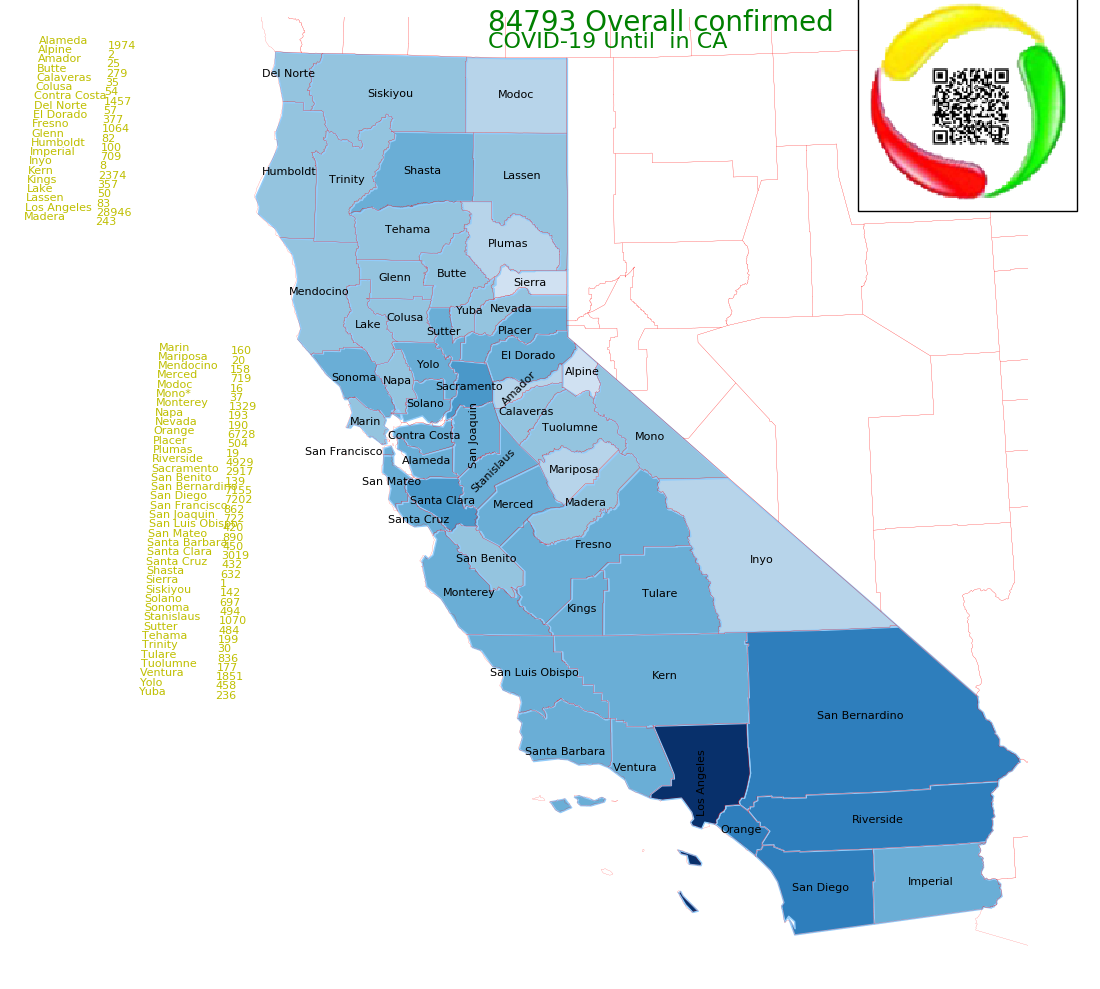 84793 Overall confirmed
COVID-19 Until in CA
Alameda 1974
Alpine 2
Amador 25
Butte 279
Calaveras 35
Colusa 54
Contra Costa 1457
Del Norte 57
El Dorado 377
Fresno 1064
Glenn 82
Humboldt 100
Imperial 709
Inyo 8
Kern 2374
Kings 357
Lake 50
Lassen 83
Los Angeles 28946
Madera 243
Marin 160
Mariposa 20
Mendocino 158
Merced 719
Modoc 16
Mono* 37
Monterey 1329
Napa 193
Nevada 190
Orange 6728
Placer 504
Plumas 19
Riverside 4929
Sacramento 2917
San Benito 139
San Bernardino 7155
San Diego 7202
San Francisco 862
San Joaquin 722
San Luis Obispo 420
San Mateo 890
Santa Barbara 450
Santa Clara 3019
Santa Cruz 432
Shasta 632
Sierra 1
Siskiyou 142
Solano 697
Sonoma 494
Stanislaus 1070
Sutter 484
Tehama 199
Trinity 30
Tulare 836
Tuolumne 177
Ventura 1851
Yolo 458
Yuba 236
Del Norte
Siskiyou
Modoc
Humboldt
Trinity
Shasta
Lassen
Tehama
Plumas
Glenn
Butte
Sierra
Mendocino
Lake
Colusa
Yuba
Nevada
Sutter
Placer
Yolo
El Dorado
Alpine
Sonoma
Napa
Sacramento
Amador
Solano
Calaveras
Marin
Contra Costa
San Joaquin
Tuolumne
Mono
San Francisco
Alameda
Stanislaus
Mariposa
San Mateo
Santa Clara
Merced
Madera
Santa Cruz
Fresno
San Benito
Inyo
Monterey
Kings
Tulare
San Luis Obispo
Kern
San Bernardino
Santa Barbara
Ventura
Los Angeles
Orange
Riverside
San Diego
Imperial